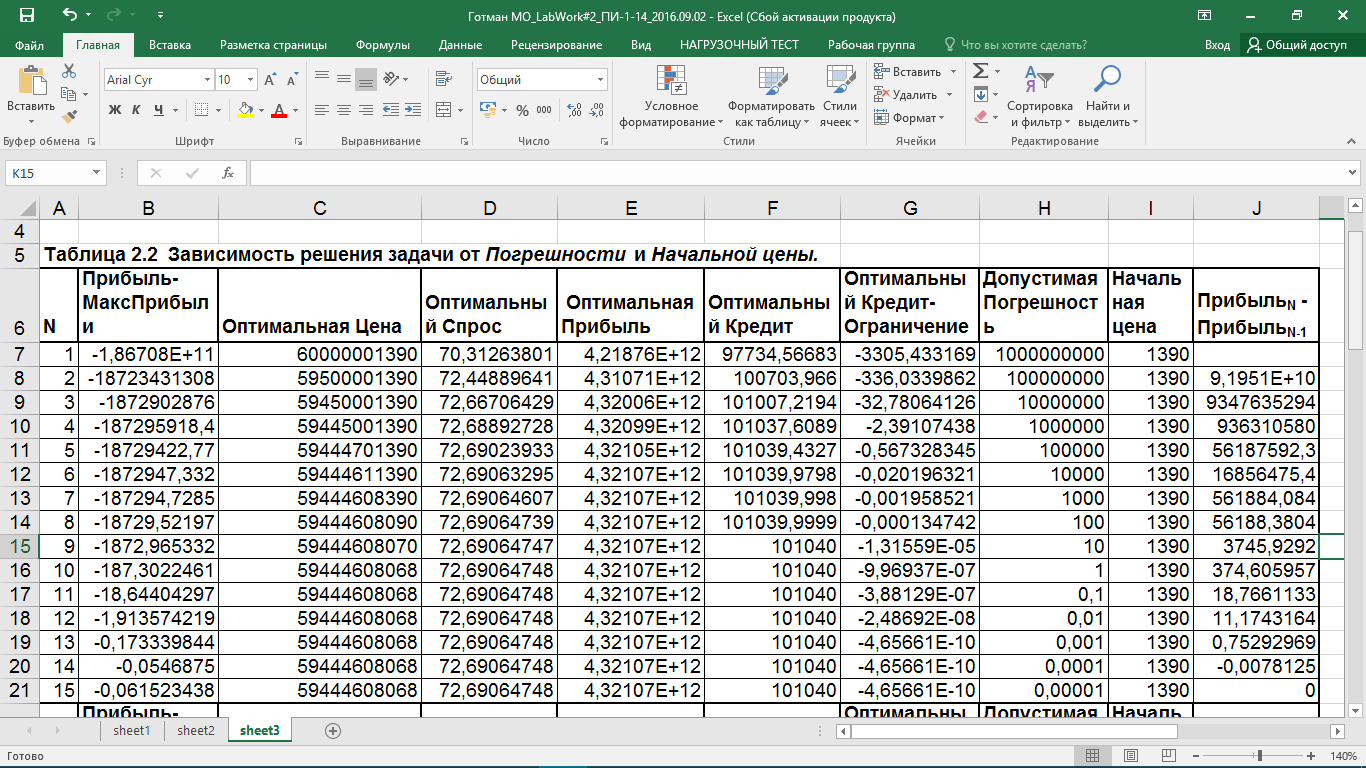 Готман МО_LabWork#2_ПИ-1-14_2016.09.02 - Excel (Сбой активации продукта)
Файл Главная Вставка Разметка страницы Формулы Данные Рецензирование Вид НАГРУЗОЧНЫЙ ТЕСТ Рабочая группа Что вы хотите сделать? Вход Общий доступ
Arial Cyr 10 Общий
Вставить
Ж К Ч
% 000
Условное форматирование
Форматировать как таблицу
Стили ячеек
Вставить
Удалить
Формат
Сортировка и фильтр
Найти и выделить
Буфер обмена Шрифт Выравнивание Число Стили Ячейки Редактирование
K15 fx
A B C D E F G H I J
4
5 Таблица 2.2 Зависимость решения задачи от Погрешности и Начальной цены.
6 N Прибыль-МаксПрибыли Оптимальная Цена Оптимальный Спрос Оптимальная Прибыль Оптимальный Кредит Оптимальный Кредит-Ограничение Допустимая Погрешность Начальная цена ПрибыльN - ПрибыльN-1
7 1 -1,86708E+11 60000001390 70,31263801 4,21876E+12 97734,56683 -3305,433169 1000000000 1390
8 2 -18723431308 59500001390 72,44889641 4,31071E+12 100703,966 -336,0339862 100000000 1390 9,1951E+10
9 3 -1872902876 59450001390 72,66706429 4,32006E+12 101007,2194 -32,78064126 10000000 1390 9347635294
10 4 -187295918,4 59445001390 72,68892728 4,32099E+12 101037,6089 -2,39107438 1000000 1390 936310580
11 5 -18729422,77 59444701390 72,69023933 4,32105E+12 101039,4327 -0,567328345 100000 1390 56187592,3
12 6 -1872947,332 59444611390 72,69063295 4,32107E+12 101039,9798 -0,020196321 10000 1390 16856475,4
13 7 -187294,7285 59444608390 72,69064607 4,32107E+12 101039,998 -0,001958521 1000 1390 561884,084
14 8 -18729,52197 59444608090 72,69064739 4,32107E+12 101039,9999 -0,000134742 100 1390 56188,3804
15 9 -1872,965332 59444608070 72,69064747 4,32107E+12 101040 -1,31559E-05 10 1390 3745,9292
16 10 -187,3022461 59444608068 72,69064748 4,32107E+12 101040 -9,96937E-07 1 1390 374,605957
17 11 -18,64404297 59444608068 72,69064748 4,32107E+12 101040 -3,88129E-07 0,1 1390 18,7661133
18 12 -1,913574219 59444608068 72,69064748 4,32107E+12 101040 -2,48692E-08 0,01 1390 11,1743164
19 13 -0,173339844 59444608068 72,69064748 4,32107E+12 101040 -4,65661E-10 0,001 1390 0,75292969
20 14 -0,0546875 59444608068 72,69064748 4,32107E+12 101040 -4,65661E-10 0,0001 1390 -0,0078125
21 15 -0,061523438 59444608068 72,69064748 4,32107E+12 101040 -4,65661E-10 0,00001 1390 0
Прибыль- Оптимальны Допустимая Началь
sheet1 sheet2 sheet3
Готово 140%